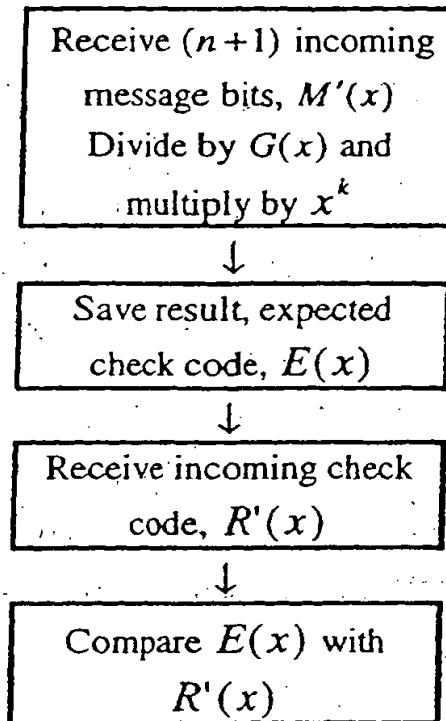 Receive (n+1) incoming
message bits, M'(x)
Divide by G(x) and
multiply by x^k
↓
Save result, expected
check code, E(x)
↓
Receive incoming check
code, R'(x)
↓
Compare E(x) with
R'(x)